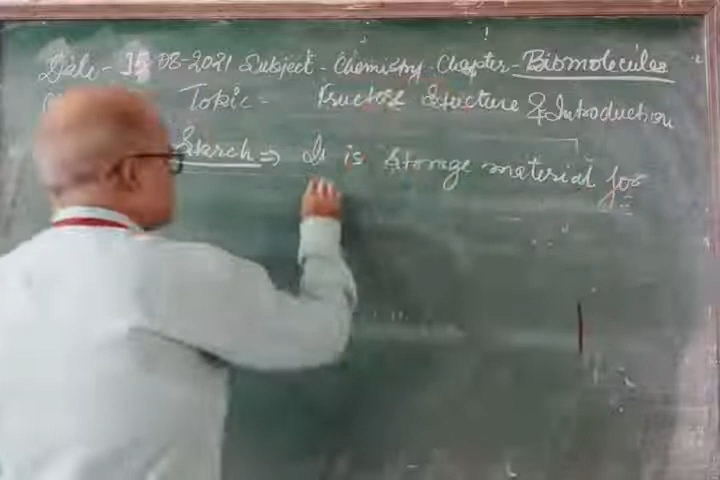 Date - 15-08-2021 Subject - Chemistry Chapter - Biomolecules
Topic - Fructose Structure & Introduction
Starch ⇒ It is storage material for